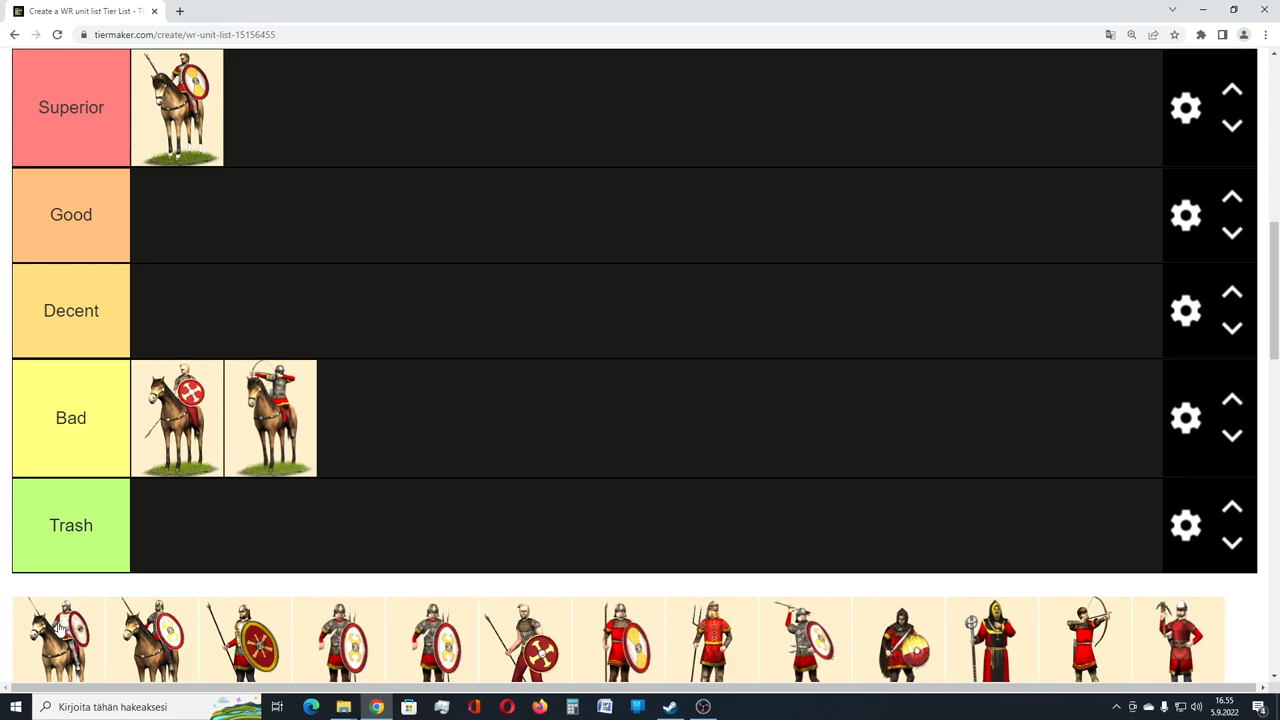 Create a WR unit list Tier List - Ti
tiermaker.com/create/wr-unit-list-15156455
Superior
Good
Decent
Bad
Trash
Kirjoita tähän hakeaksesi
16.55
5.9.2022
4